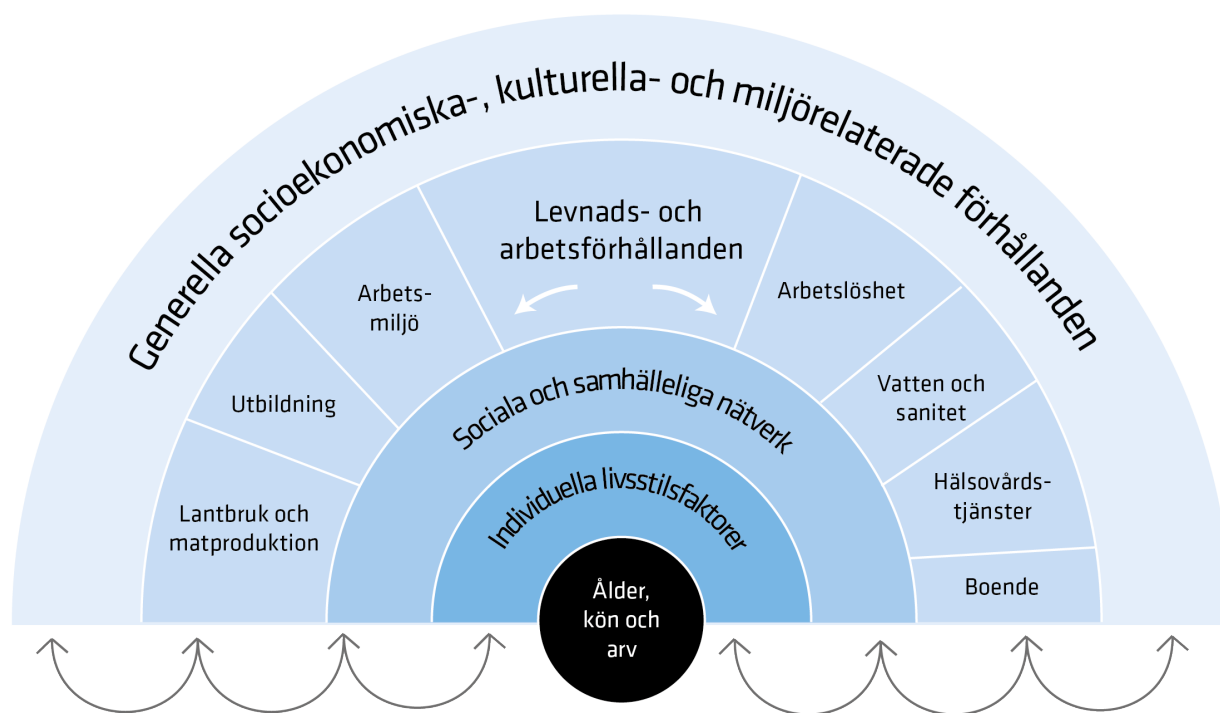 Generella socioekonomiska-, kulturella- och miljörelaterade förhållanden
Levnads- och
arbetsförhållanden
Arbets-
miljö
Utbildning
Lantbruk och
matproduktion
Arbetslöshet
Vatten och
sanitet
Hälsovårds-
tjänster
Boende
Sociala och samhälleliga nätverk
Individuella livsstilsfaktorer
Ålder,
kön och
arv